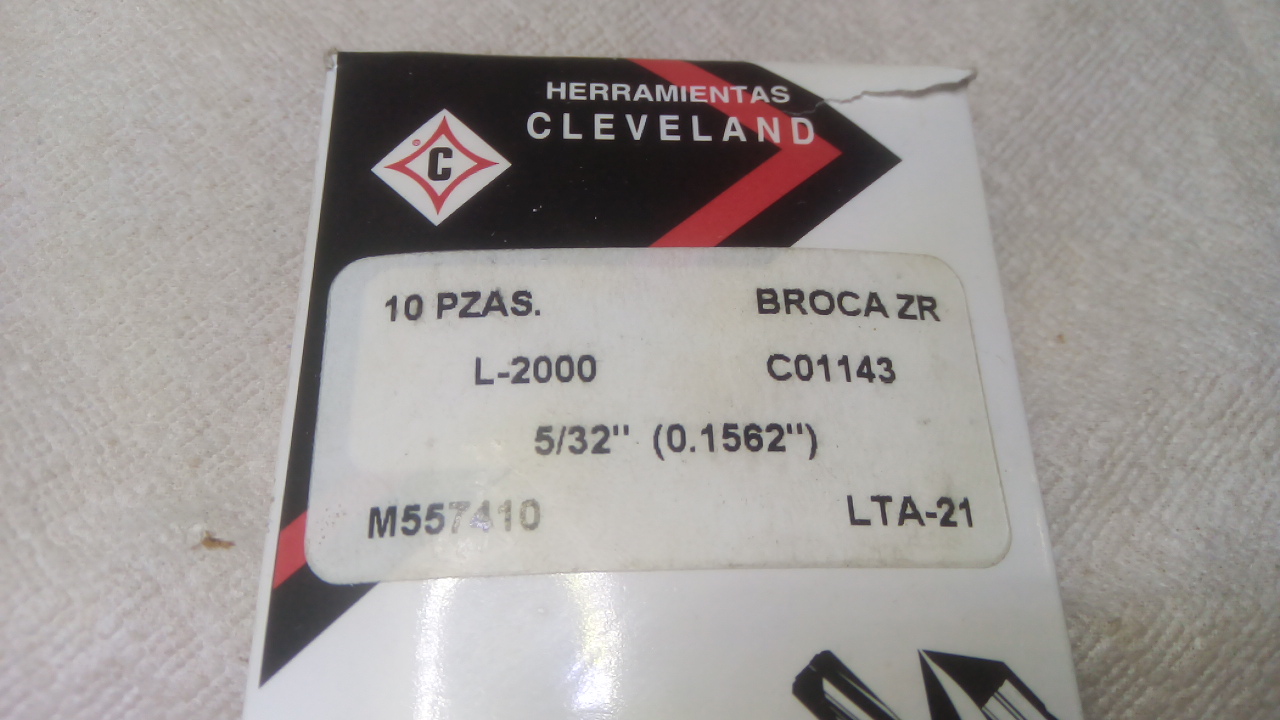 HERRAMIENTAS
CLEVELAND
® C
10 PZAS. BROCA ZR
L-2000 C01143
5/32" (0.1562")
M557410 LTA-21